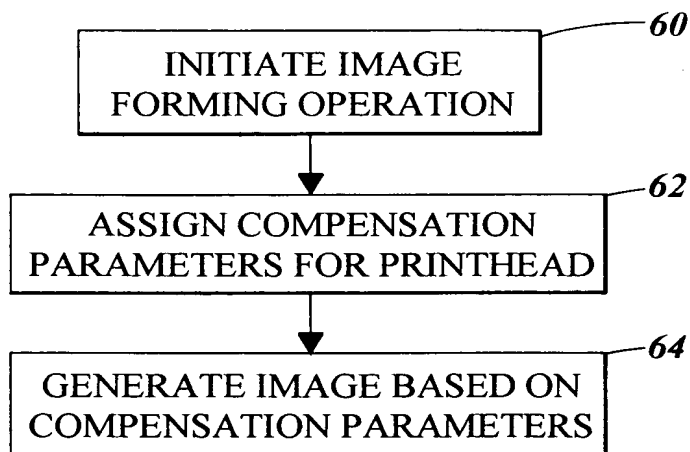 60
INITIATE IMAGE
FORMING OPERATION
62
ASSIGN COMPENSATION
PARAMETERS FOR PRINTHEAD
64
GENERATE IMAGE BASED ON
COMPENSATION PARAMETERS